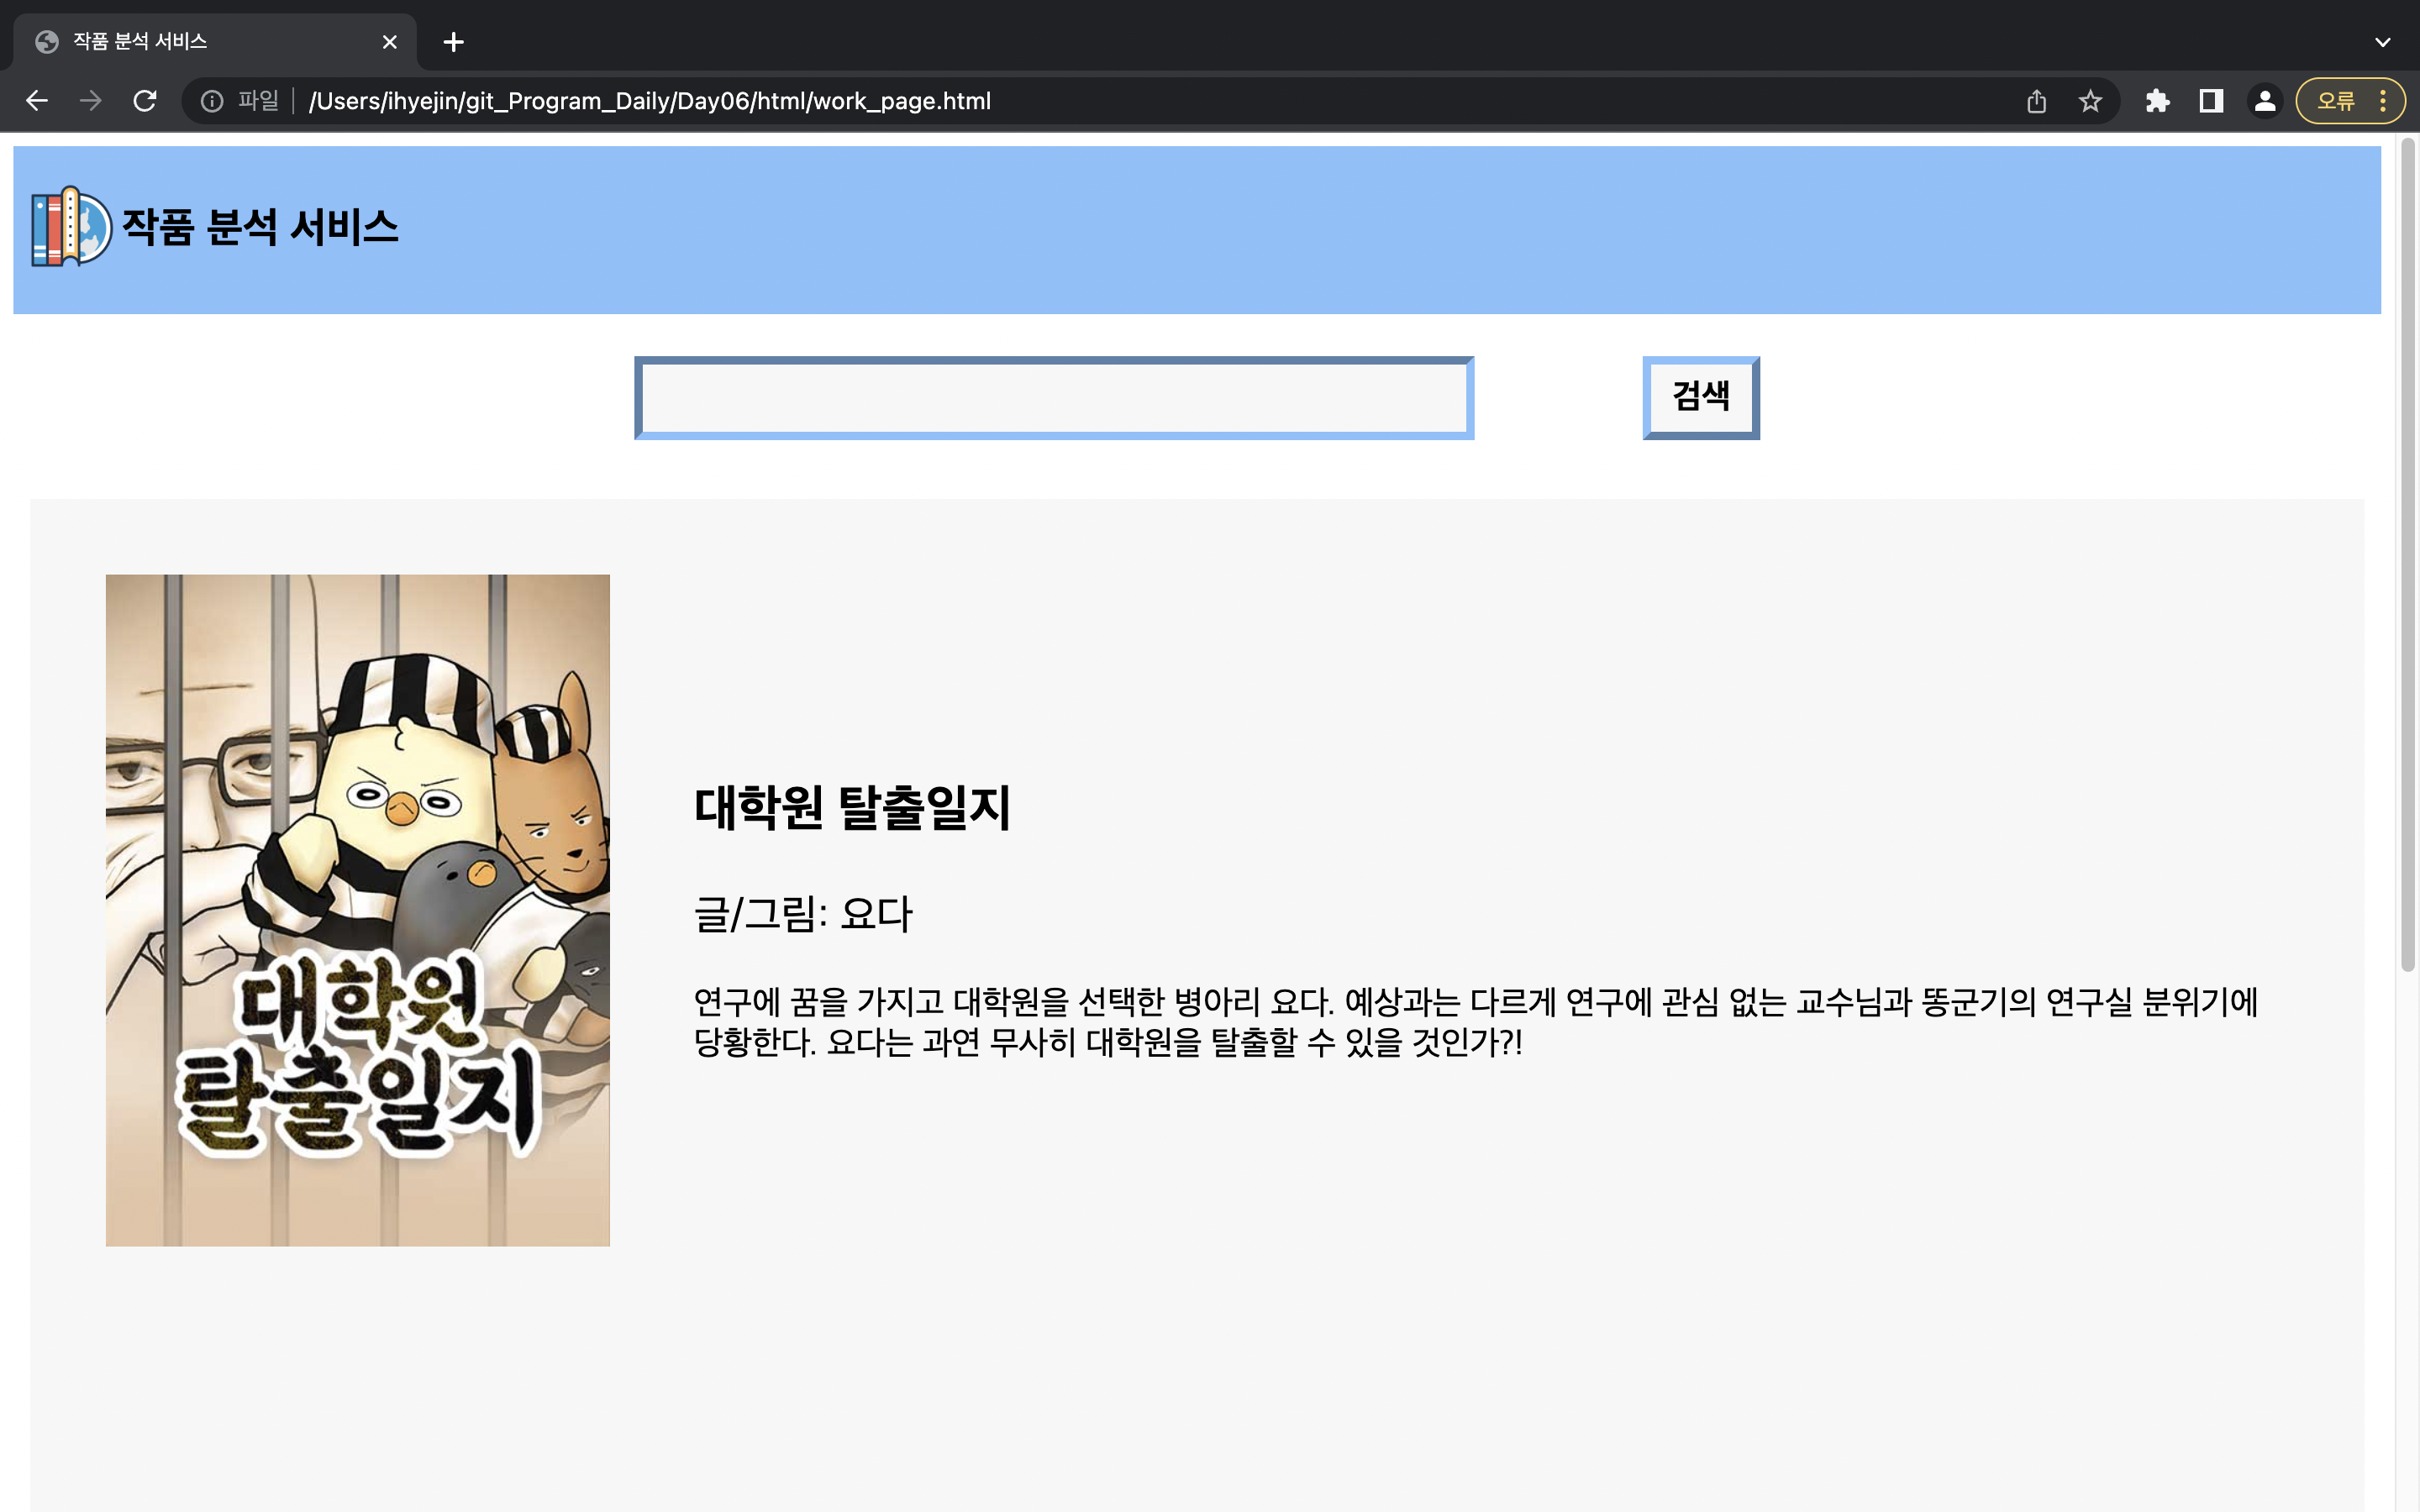 작품 분석 서비스
파일
/Users/ihyejin/git_Program_Daily/Day06/html/work_page.html
오류
작품 분석 서비스
검색
대학원
탈출일지
대학원 탈출일지
글/그림: 요다
연구에 꿈을 가지고 대학원을 선택한 병아리 요다. 예상과는 다르게 연구에 관심 없는 교수님과 똥군기의 연구실 분위기에
당황한다. 요다는 과연 무사히 대학원을 탈출할 수 있을 것인가?!